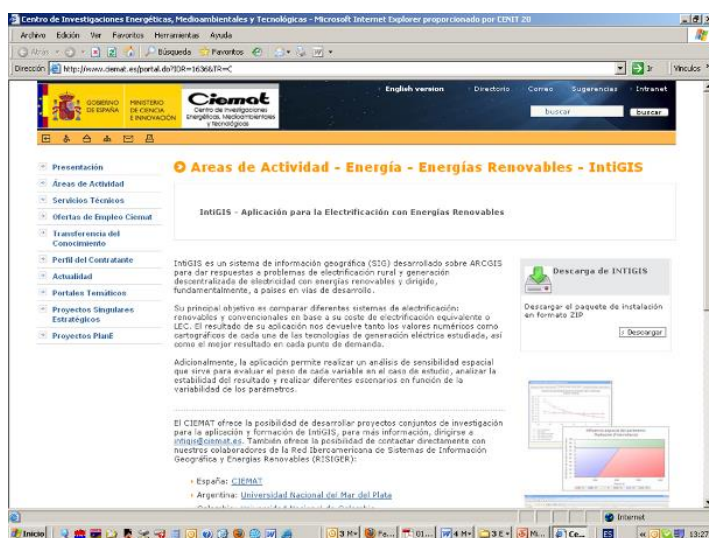 Centro de Investigaciones Energéticas, Medioambientales y Tecnológicas - Microsoft Internet Explorer proporcionado por CENIT 20
Archivo Edición Ver Favoritos Herramientas Ayuda
Atrás Búsqueda Favoritos
Dirección http://www.ciemat.es/portal.do?IDR=1636&TR=C Ir Vínculos
GOBIERNO DE ESPAÑA
MINISTERIO DE CIENCIA E INNOVACIÓN
Ciemat
Centro de Investigaciones
Energéticas, Medioambientales
y Tecnológicas
English version Directorio Correo Sugerencias Intranet
buscar buscar
Presentación
Areas de Actividad
Servicios Técnicos
Ofertas de Empleo Ciemat
Transferencia del
Conocimiento
Perfil del Contratante
Actualidad
Portales Temáticos
Proyectos Singulares
Estratégicos
Proyectos PlanE
Areas de Actividad - Energía - Energías Renovables - IntiGIS
IntiGIS - Aplicación para la Electrificación con Energías Renovables
IntiGIS es un sistema de información geográfica (SIG) desarrollado sobre ARCGIS
para dar respuestas a problemas de electrificación rural y generación
descentralizada de electricidad con energías renovables y dirigido,
fundamentalmente, a países en vías de desarrollo.
Su principal objetivo es comparar diferentes sistemas de electrificación:
renovables y convencionales en base a su coste de electrificación equivalente o
LEC. El resultado de su aplicación nos devuelve tanto los valores numéricos como
cartográficos de cada una de las tecnologías de generación eléctrica estudiada, así
como el mejor resultado en cada punto de demanda.
Adicionalmente, la aplicación permite realizar un análisis de sensibilidad espacial
que sirve para evaluar el peso de cada variable en el caso de estudio, analizar la
estabilidad del resultado y realizar diferentes escenarios en función de la
variabilidad de los parámetros.
El CIEMAT ofrece la posibilidad de desarrollar proyectos conjuntos de investigación
para la aplicación y formación de IntiGIS, para más información, dirigirse a
intigis@ciemat.es. También ofrece la posibilidad de contactar directamente con
nuestros colaboradores de la Red Iberoamericana de Sistemas de Información
Geográfica y Energías Renovables (RISIGER):
España: CIEMAT
Argentina: Universidad Nacional del Mar del Plata
Descarga de INTIGIS
Descargar el paquete de instalación
en formato ZIP
Descargar
Internet
Inicio
ES
13:27